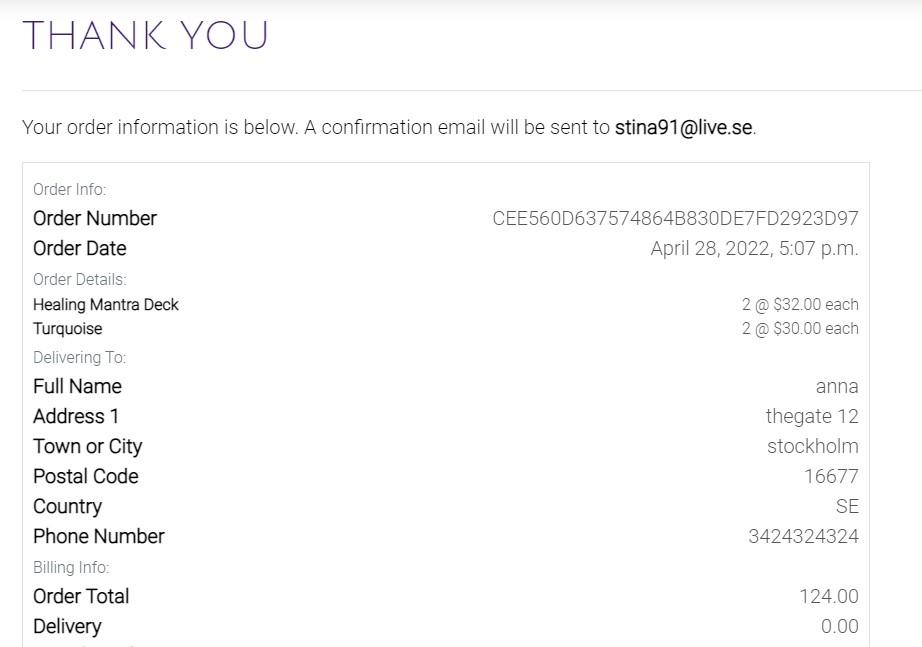 THANK YOU
Your order information is below. A confirmation email will be sent to stina91@live.se.
Order Info:
Order Number CEE560D637574864B830DE7FD2923D97
Order Date April 28, 2022, 5:07 p.m.
Order Details:
Healing Mantra Deck 2 @ $32.00 each
Turquoise 2 @ $30.00 each
Delivering To:
Full Name anna
Address 1 thegate 12
Town or City stockholm
Postal Code 16677
Country SE
Phone Number 3424324324
Billing Info:
Order Total 124.00
Delivery 0.00